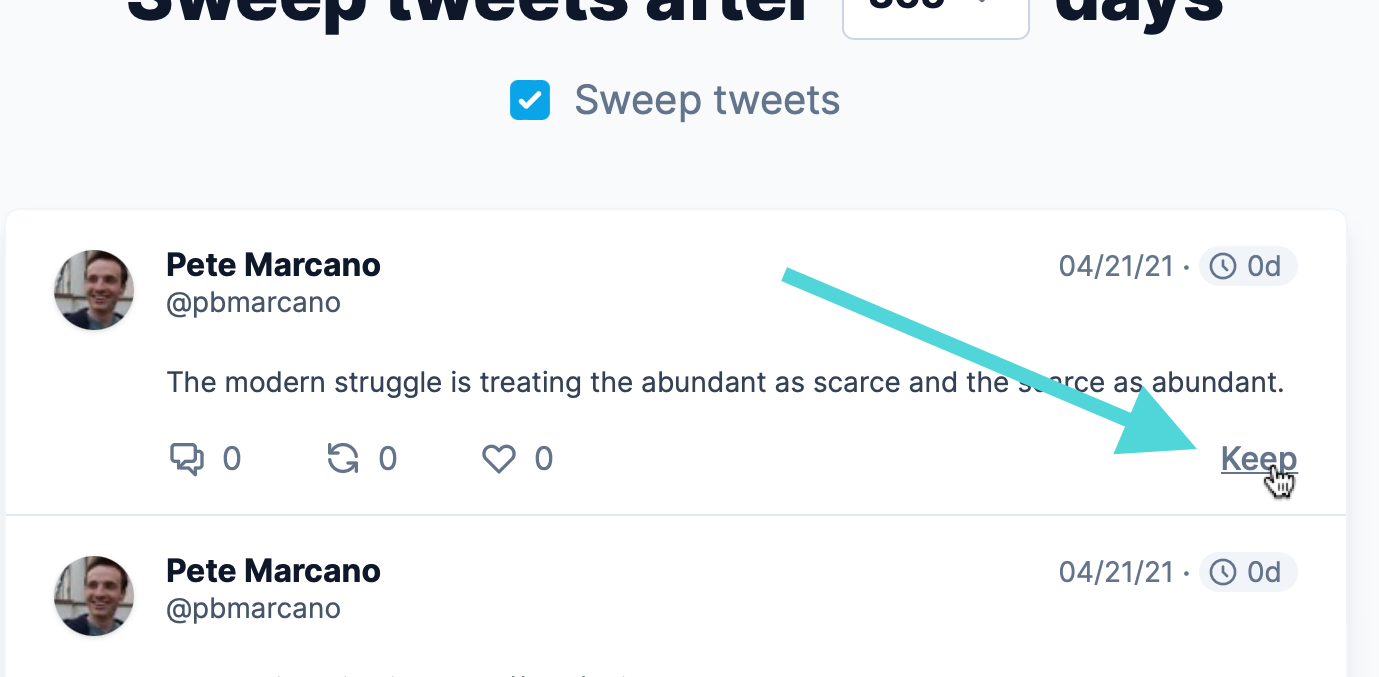 Sweep tweets after 365 days
Sweep tweets
Pete Marcano
@pbmarcano
04/21/21 · 0d
The modern struggle is treating the abundant as scarce and the scarce as abundant.
0 0 0
Keep
Pete Marcano
@pbmarcano
04/21/21 · 0d